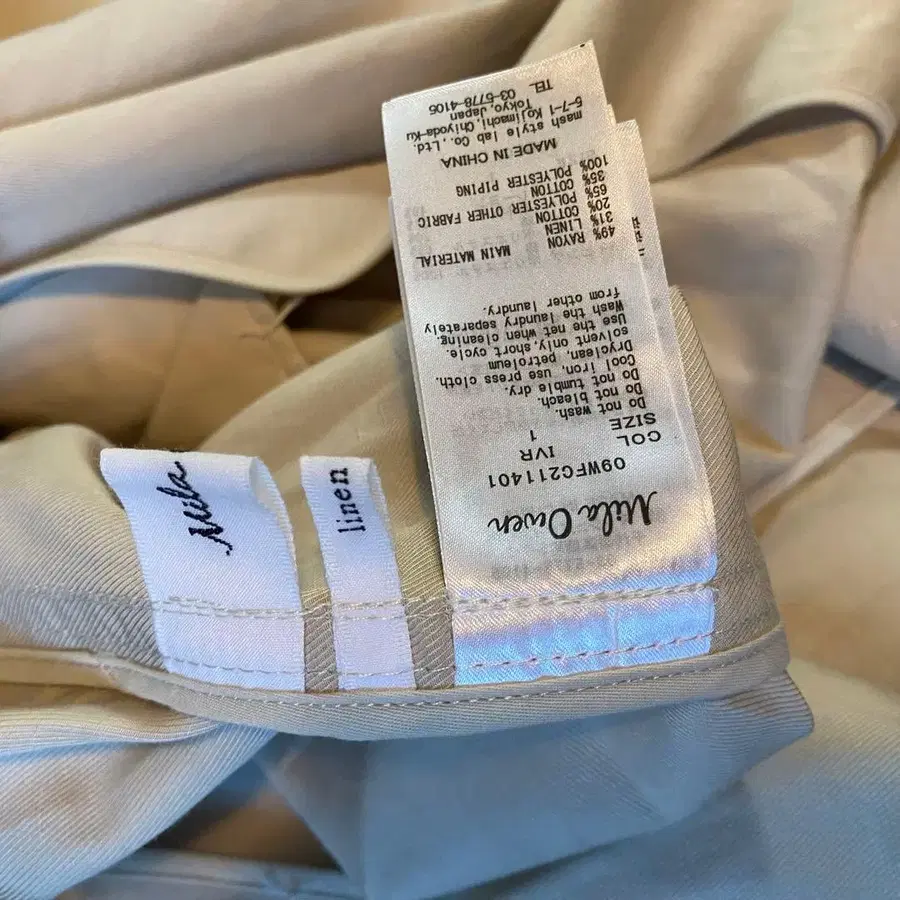 Mila Owen
09WFC211401
COL IVR
SIZE 1
Do not wash.
Do not bleach.
Do not tumble dry.
Cool iron, use press cloth.
Dryclean, petroleum
solvent only,short cycle.
Use the net when cleaning.
Wash the laundry separately
from other laundry.
49% RAYON MAIN MATERIAL
31% LINEN
20% COTTON
65% POLYESTER OTHER FABRIC
35% COTTON
100% POLYESTER PIPING
MADE IN CHINA
mash style lab Co.,Ltd.
5-7-1 Kojimachi,Chiyoda-Ku
Tokyo,Japan
TEL 03-5778-4105
linen
Mila